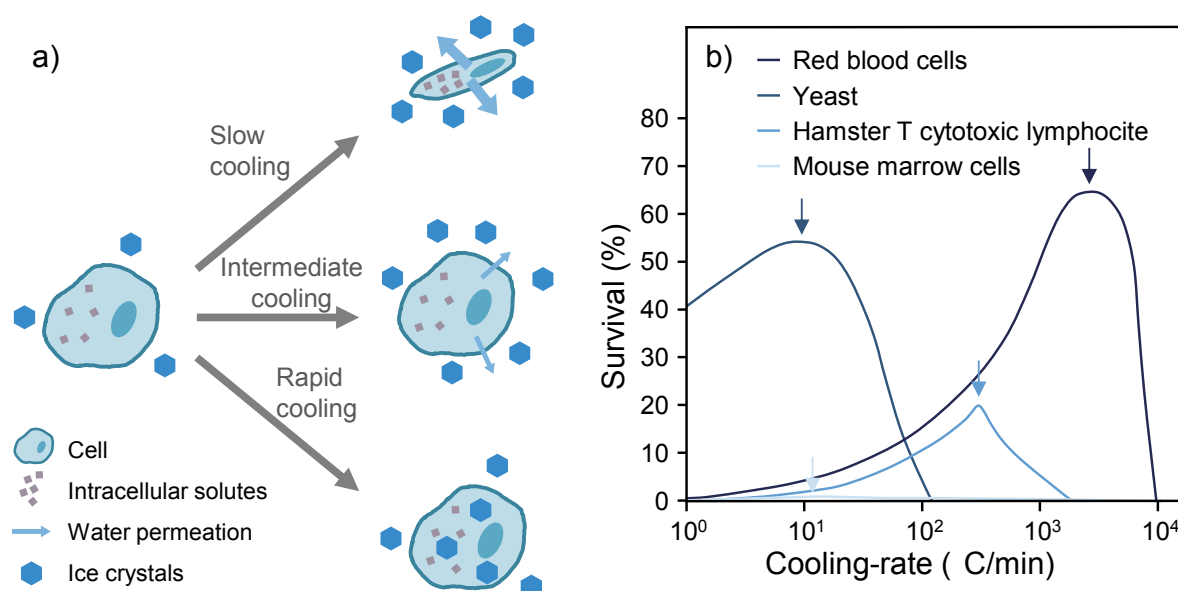 a)
Slow
cooling
Intermediate
cooling
Rapid
cooling
Cell
Intracellular solutes
Water permeation
Ice crystals
b)
Red blood cells
Yeast
Hamster T cytotoxic lymphocite
Mouse marrow cells
Survival (%)
80
70
60
50
40
30
20
10
0
10⁰
10¹
10²
10³
10⁴
Cooling-rate ( C/min)